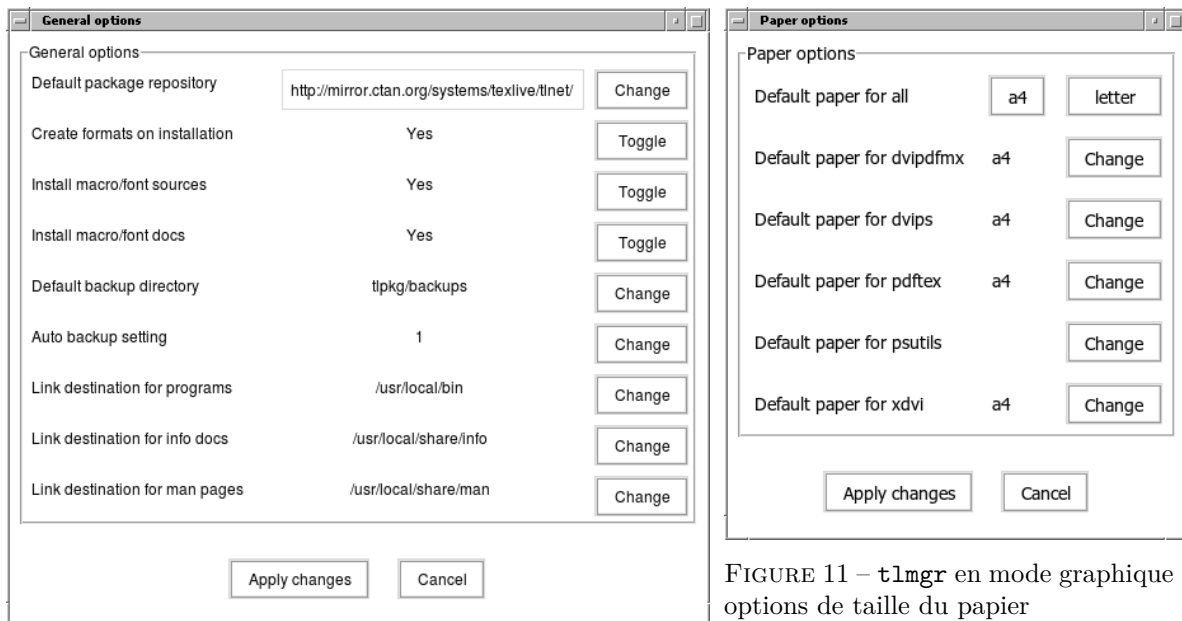 General options
General options
Default package repository http://mirror.ctan.org/systems/texlive/tlnet/ Change
Create formats on installation Yes Toggle
Install macro/font sources Yes Toggle
Install macro/font docs Yes Toggle
Default backup directory tlpkg/backups Change
Auto backup setting 1 Change
Link destination for programs /usr/local/bin Change
Link destination for info docs /usr/local/share/info Change
Link destination for man pages /usr/local/share/man Change
Apply changes Cancel
Paper options
Paper options
Default paper for all a4 letter
Default paper for dvipdfmx a4 Change
Default paper for dvips a4 Change
Default paper for pdftex a4 Change
Default paper for psutils Change
Default paper for xdvi a4 Change
Apply changes Cancel
FIGURE 11 – tlmgr en mode graphique
options de taille du papier